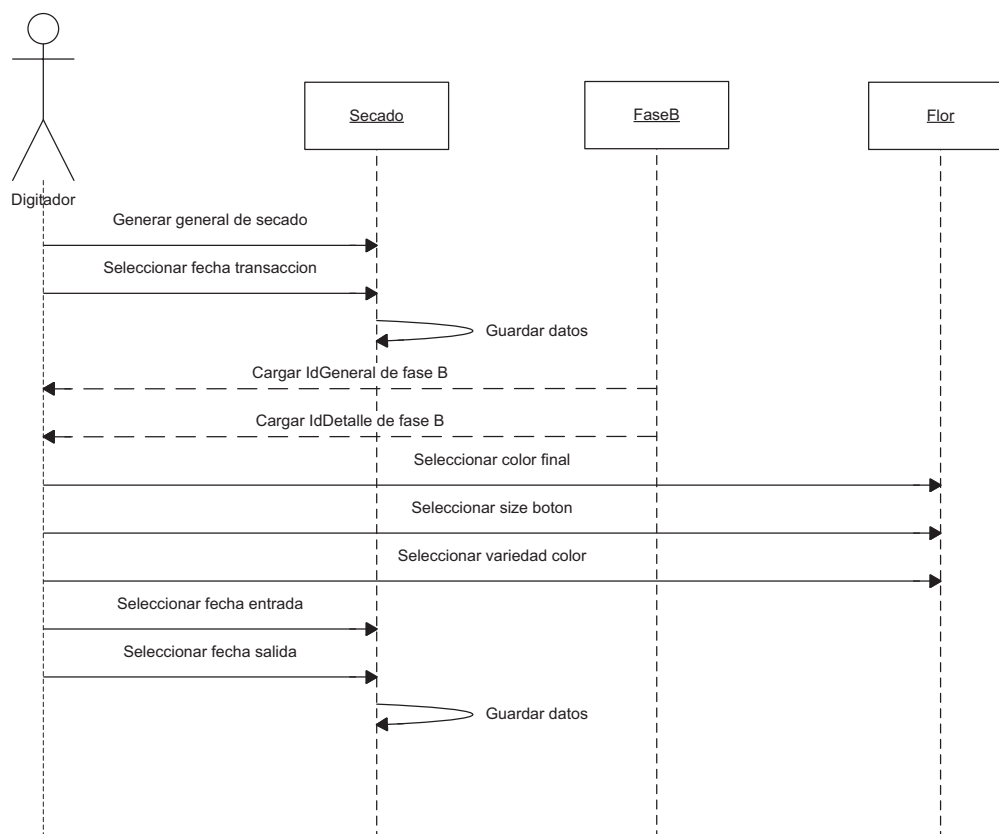 Secado
FaseB
Flor
Digitador
Generar general de secado
Seleccionar fecha transaccion
Guardar datos
Cargar IdGeneral de fase B
Cargar IdDetalle de fase B
Seleccionar color final
Seleccionar size boton
Seleccionar variedad color
Seleccionar fecha entrada
Seleccionar fecha salida
Guardar datos